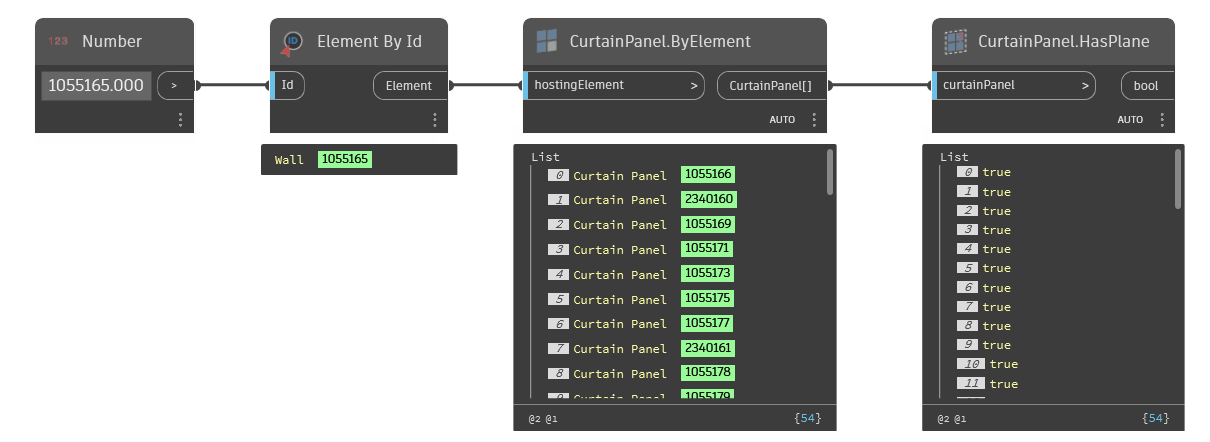 123 Number
1055165.000 >
ID Element By Id
Id Element
Wall 1055165
CurtainPanel.ByElement
hostingElement > CurtainPanel[]
AUTO
List
0 Curtain Panel 1055166
1 Curtain Panel 2340160
2 Curtain Panel 1055169
3 Curtain Panel 1055171
4 Curtain Panel 1055173
5 Curtain Panel 1055175
6 Curtain Panel 1055177
7 Curtain Panel 2340161
8 Curtain Panel 1055178
9 Curtain Panel 1055179
@2 @1 {54}
CurtainPanel.HasPlane
curtainPanel > bool
AUTO
List
0 true
1 true
2 true
3 true
4 true
5 true
6 true
7 true
8 true
9 true
10 true
11 true
@2 @1 {54}